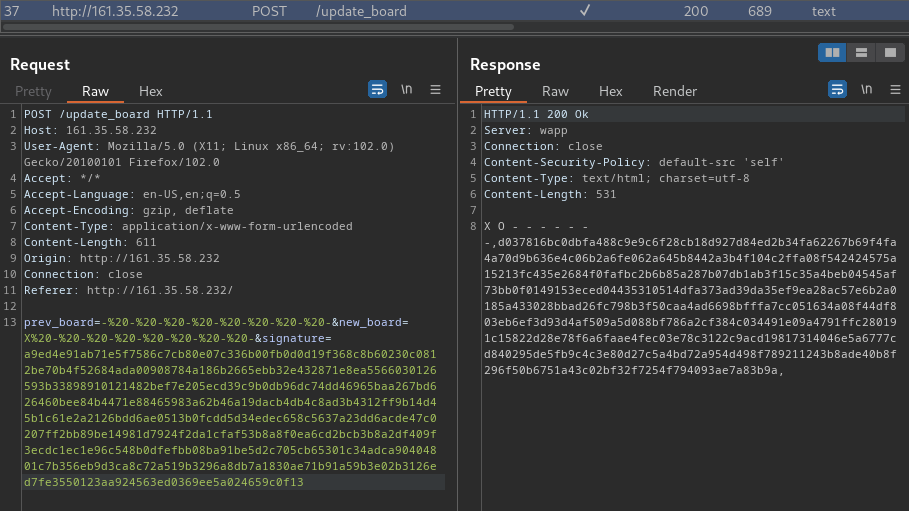 37 http://161.35.58.232 POST /update_board ✓ 200 689 text
Request
Pretty Raw Hex \n
1 POST /update_board HTTP/1.1
2 Host: 161.35.58.232
3 User-Agent: Mozilla/5.0 (X11; Linux x86_64; rv:102.0)
Gecko/20100101 Firefox/102.0
4 Accept: */*
5 Accept-Language: en-US,en;q=0.5
6 Accept-Encoding: gzip, deflate
7 Content-Type: application/x-www-form-urlencoded
8 Content-Length: 611
9 Origin: http://161.35.58.232
10 Connection: close
11 Referer: http://161.35.58.232/
12
13 prev_board=-%20-%20-%20-%20-%20-%20-%20-%20-&new_board=
X%20-%20-%20-%20-%20-%20-%20-%20-&signature=
a9ed4e91ab71e5f7586c7cb80e07c336b00fb0d0d19f368c8b60230c081
2be70b4f52684ada00908784a186b2665ebb32e432871e8ea5566030126
593b33898910121482bef7e205ecd39c9b0db96dc74dd46965baa267bd6
26460bee84b4471e88465983a62b46a19dacb4db4c8ad3b4312ff9b14d4
5b1c61e2a2126bdd6ae0513b0fcdd5d34edec658c5637a23dd6acde47c0
207ff2bb89be14981d7924f2da1cfaf53b8a8f0ea6cd2bcb3b8a2df409f
3ecdc1ec1e96c548b0dfefbb08ba91be5d2c705cb65301c34adca904048
01c7b356eb9d3ca8c72a519b3296a8db7a1830ae71b91a59b3e02b3126e
d7fe3550123aa924563ed0369ee5a024659c0f13
Response
Pretty Raw Hex Render \n
1 HTTP/1.1 200 Ok
2 Server: wapp
3 Connection: close
4 Content-Security-Policy: default-src 'self'
5 Content-Type: text/html; charset=utf-8
6 Content-Length: 531
7
8 X O - - - - - -
-,d037816bc0dbfa488c9e9c6f28cb18d927d84ed2b34fa62267b69f4fa
4a70d9b636e4c06b2a6fe062a645b8442a3b4f104c2ffa08f542424575a
15213fc435e2684f0fafbc2b6b85a287b07db1ab3f15c35a4beb04545af
73bb0f0149153eced04435310514dfa373ad39da35ef9ea28ac57e6b2a0
185a433028bbad26fc798b3f50caa4ad6698bfffa7cc051634a08f44df8
03eb6ef3d93d4af509a5d088bf786a2cf384c034491e09a4791ffc28019
1c15822d28e78f6a6faae4fec03e78c3122c9acd19817314046e5a6777c
d840295de5fb9c4c3e80d27c5a4bd72a954d498f789211243b8ade40b8f
296f50b6751a43c02bf32f7254f794093ae7a83b9a,